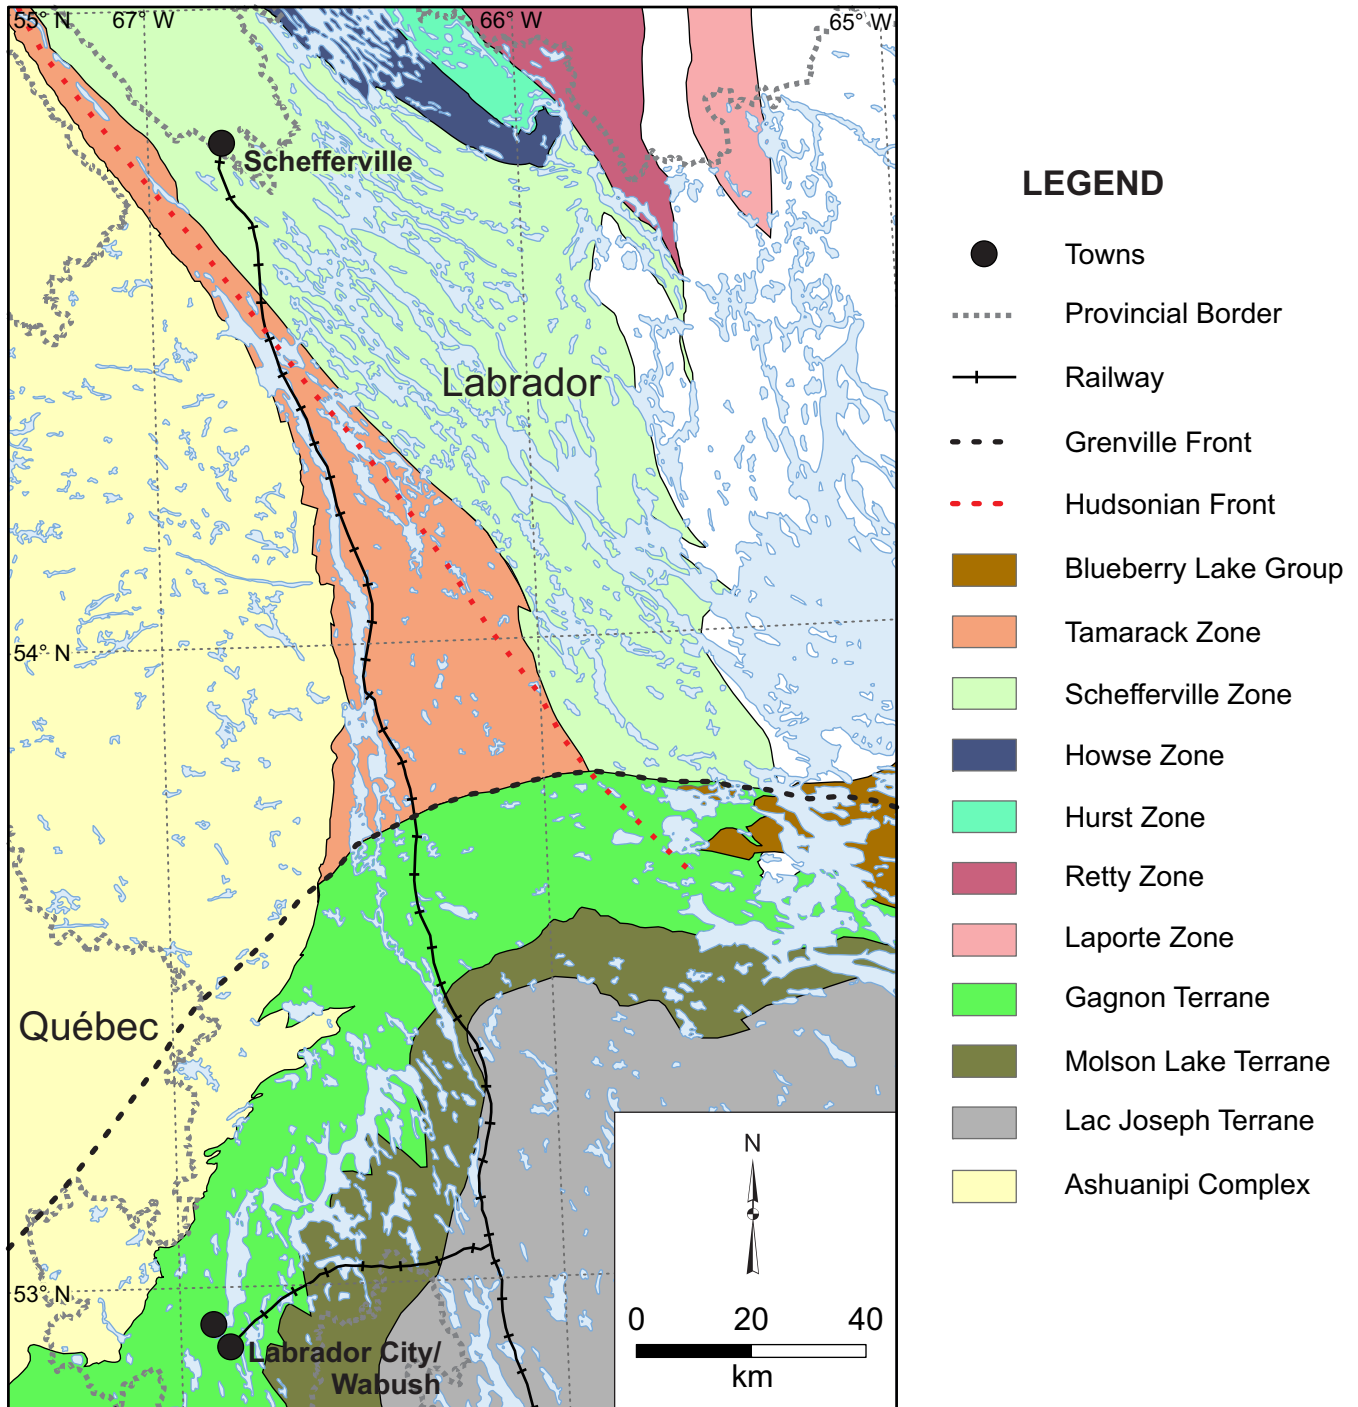 55° N 67° W 66° W 65° W
Schefferville
Labrador
54° N
Québec
53° N
Labrador City/
Wabush
N
0 20 40
km
LEGEND
Towns
Provincial Border
Railway
Grenville Front
Hudsonian Front
Blueberry Lake Group
Tamarack Zone
Schefferville Zone
Howse Zone
Hurst Zone
Retty Zone
Laporte Zone
Gagnon Terrane
Molson Lake Terrane
Lac Joseph Terrane
Ashuanipi Complex